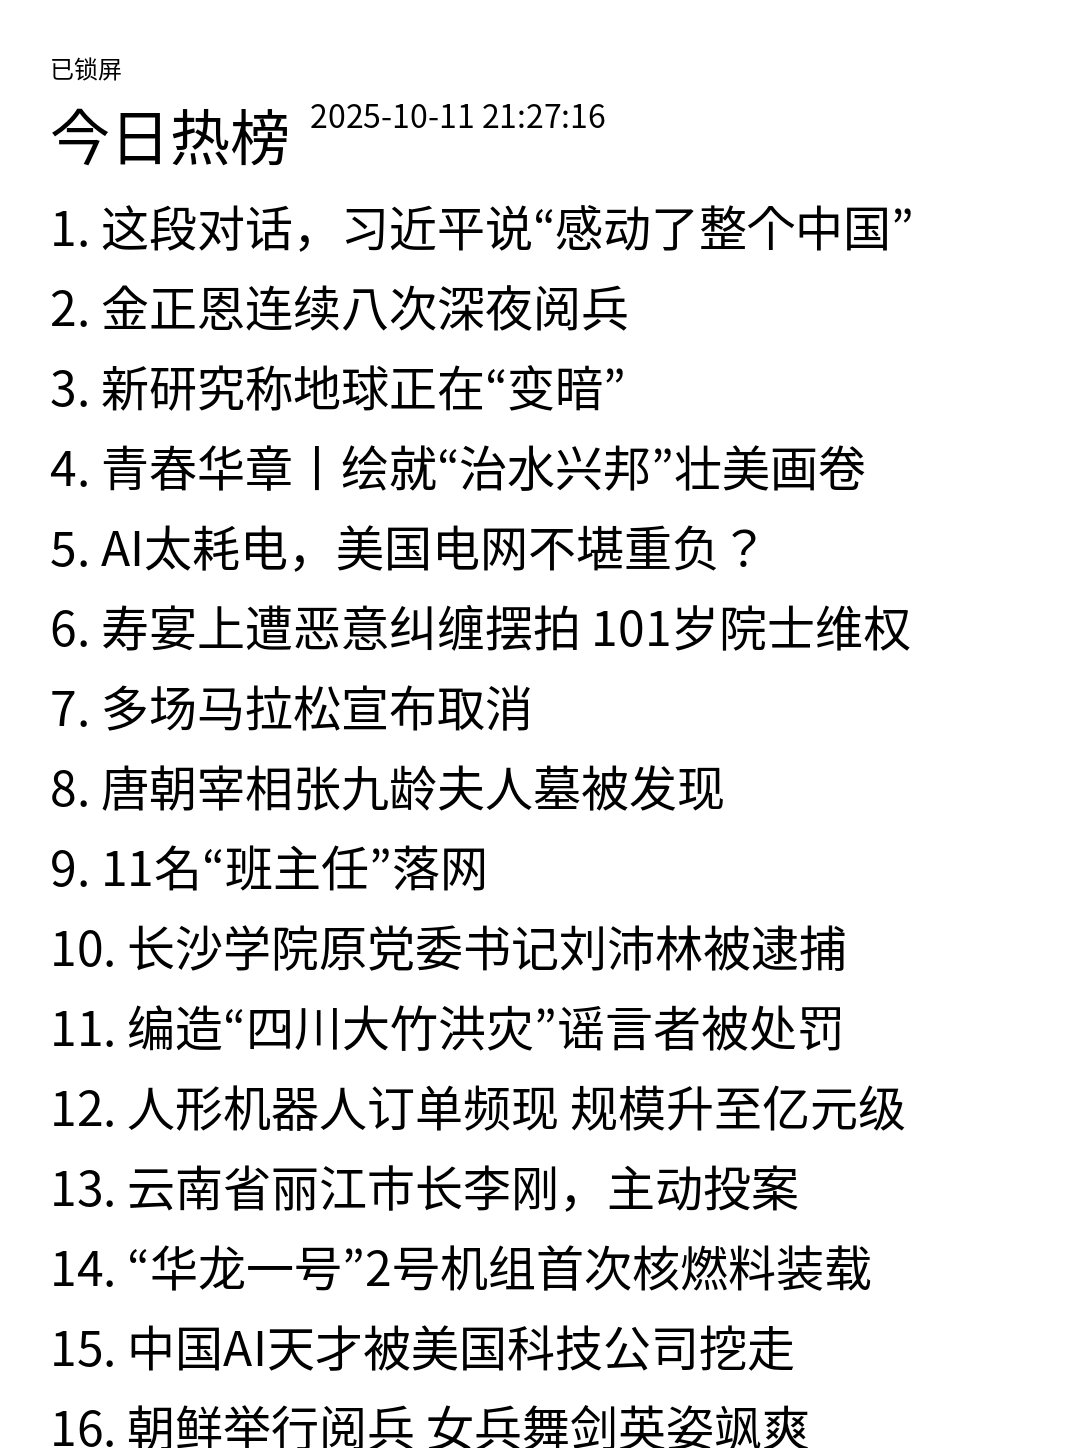 已锁屏
今日热榜 2025-10-11 21:27:16
1. 这段对话，习近平说“感动了整个中国”
2. 金正恩连续八次深夜阅兵
3. 新研究称地球正在“变暗”
4. 青春华章丨绘就“治水兴邦”壮美画卷
5. AI太耗电，美国电网不堪重负？
6. 寿宴上遭恶意纠缠摆拍 101岁院士维权
7. 多场马拉松宣布取消
8. 唐朝宰相张九龄夫人墓被发现
9. 11名“班主任”落网
10. 长沙学院原党委书记刘沛林被逮捕
11. 编造“四川大竹洪灾”谣言者被处罚
12. 人形机器人订单频现 规模升至亿元级
13. 云南省丽江市长李刚，主动投案
14. “华龙一号”2号机组首次核燃料装载
15. 中国AI天才被美国科技公司挖走
16. 朝鲜举行阅兵 女兵舞剑英姿飒爽